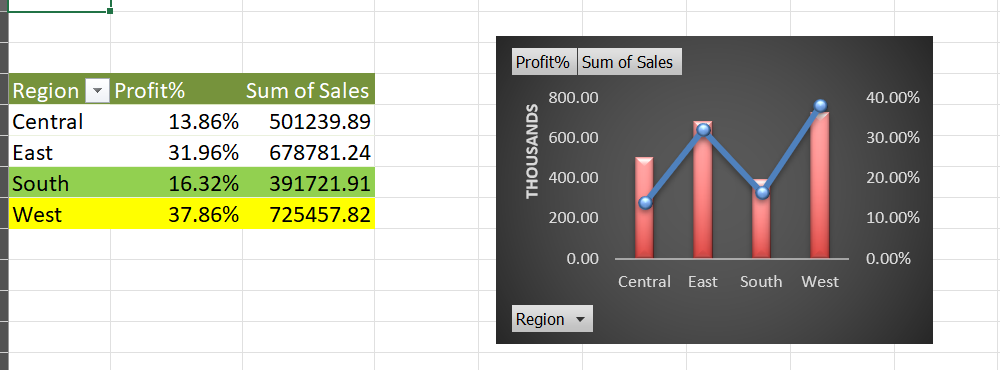 Region Profit% Sum of Sales
Central 13.86% 501239.89
East 31.96% 678781.24
South 16.32% 391721.91
West 37.86% 725457.82
Profit% Sum of Sales
THOUSANDS
800.00 40.00%
600.00 30.00%
400.00 20.00%
200.00 10.00%
0.00 0.00%
Central East South West
Region